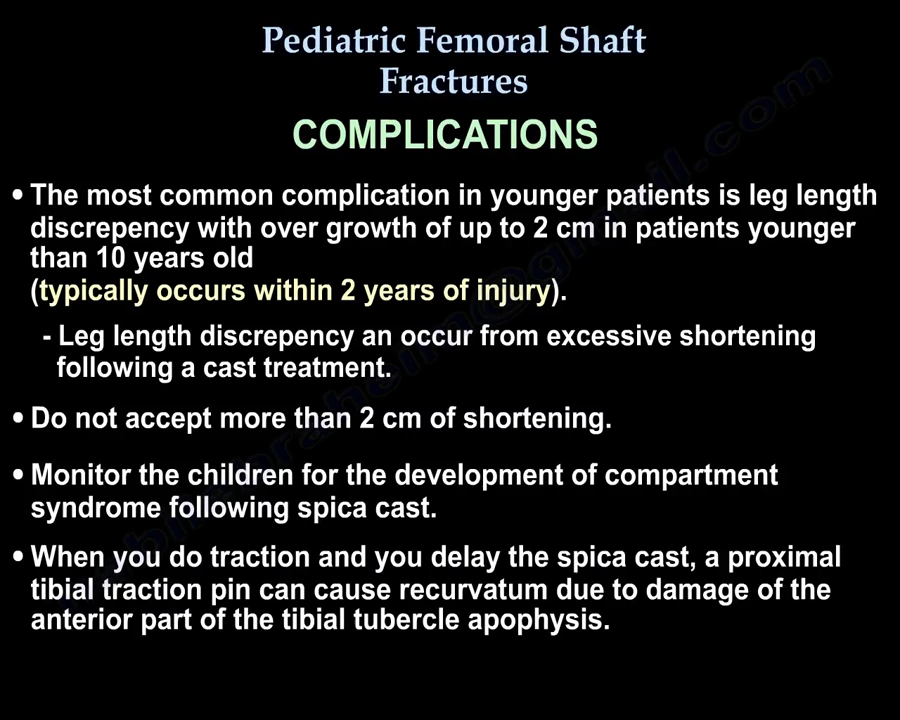 Pediatric Femoral Shaft
Fractures
COMPLICATIONS
• The most common complication in younger patients is leg length
discrepency with over growth of up to 2 cm in patients younger
than 10 years old
(typically occurs within 2 years of injury).
- Leg length discrepency an occur from excessive shortening
following a cast treatment.
• Do not accept more than 2 cm of shortening.
• Monitor the children for the development of compartment
syndrome following spica cast.
• When you do traction and you delay the spica cast, a proximal
tibial traction pin can cause recurvatum due to damage of the
anterior part of the tibial tubercle apophysis.